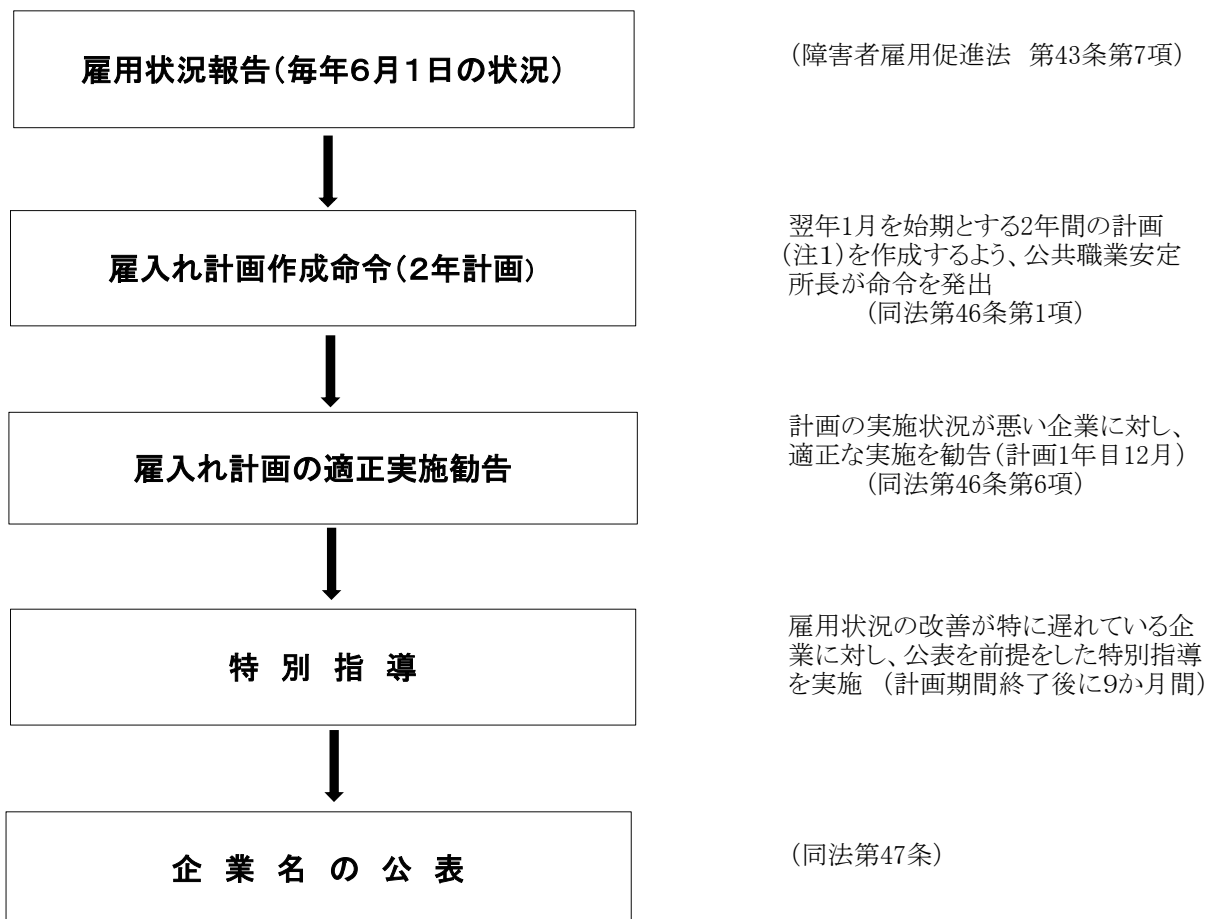 雇用状況報告(毎年6月1日の状況)
(障害者雇用促進法 第43条第7項)
雇入れ計画作成命令(2年計画)
翌年1月を始期とする2年間の計画
(注1)を作成するよう、公共職業安定
所長が命令を発出
(同法第46条第1項)
雇入れ計画の適正実施勧告
計画の実施状況が悪い企業に対し、
適正な実施を勧告(計画1年目12月)
(同法第46条第6項)
特 別 指 導
雇用状況の改善が特に遅れている企
業に対し、公表を前提をした特別指導
を実施 (計画期間終了後に9か月間)
企 業 名 の 公 表
(同法第47条)